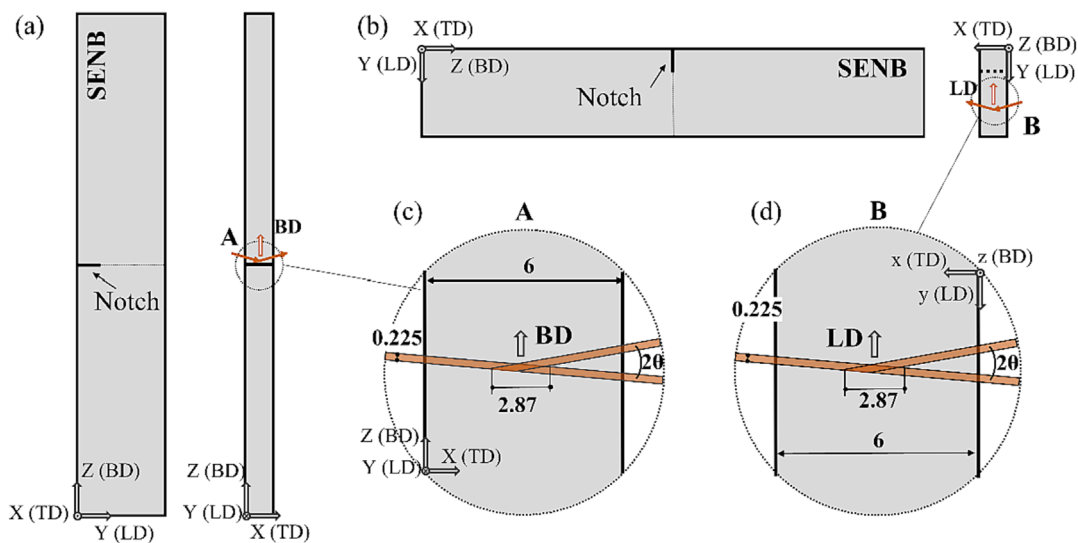 (a)
SENB
Notch
Z (BD)
X (TD)
Y (LD)
A
BD
Z (BD)
Y (LD)
X (TD)
(b)
X (TD)
Y (LD)
Z (BD)
Notch
SENB
X (TD)
Z (BD)
Y (LD)
LD
B
(c)
A
6
0.225
BD
2θ
2.87
Z (BD)
X (TD)
Y (LD)
(d)
B
z (BD)
x (TD)
y (LD)
0.225
LD
2θ
2.87
6